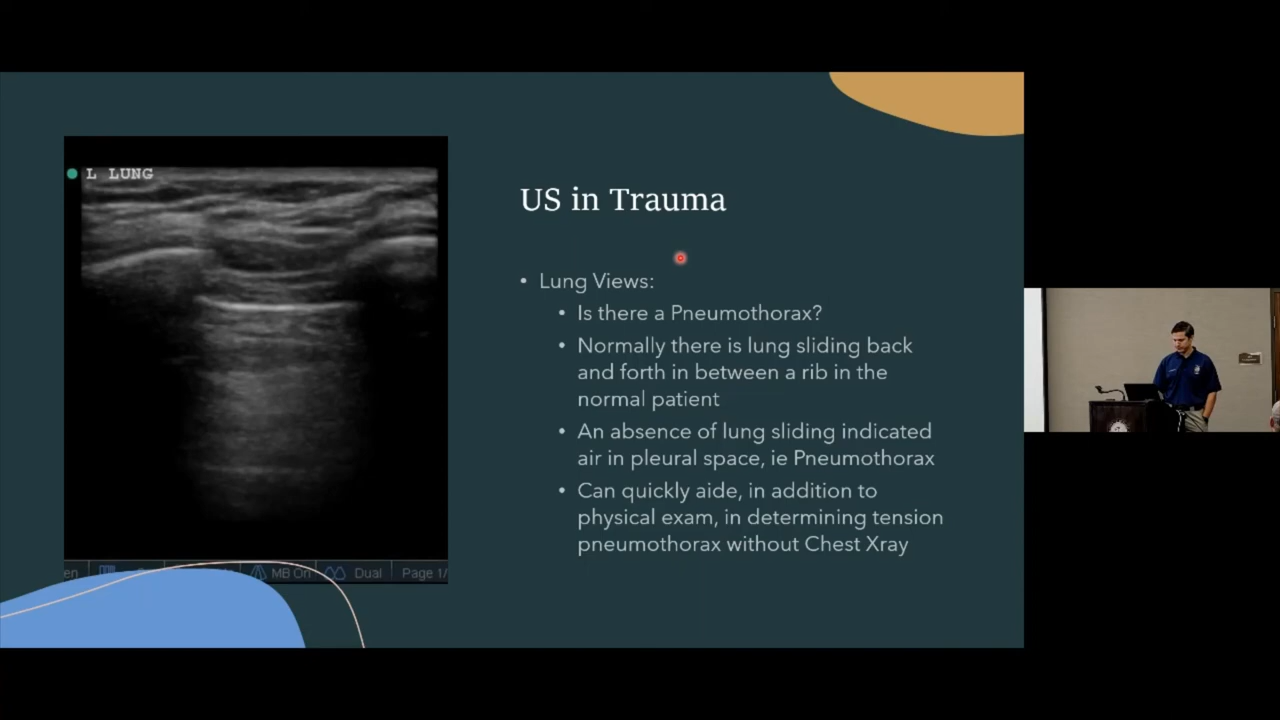 L LUNG
US in Trauma
• Lung Views:
• Is there a Pneumothorax?
• Normally there is lung sliding back
and forth in between a rib in the
normal patient
• An absence of lung sliding indicated
air in pleural space, ie Pneumothorax
• Can quickly aide, in addition to
physical exam, in determining tension
pneumothorax without Chest Xray
MB On Dual Page 1/